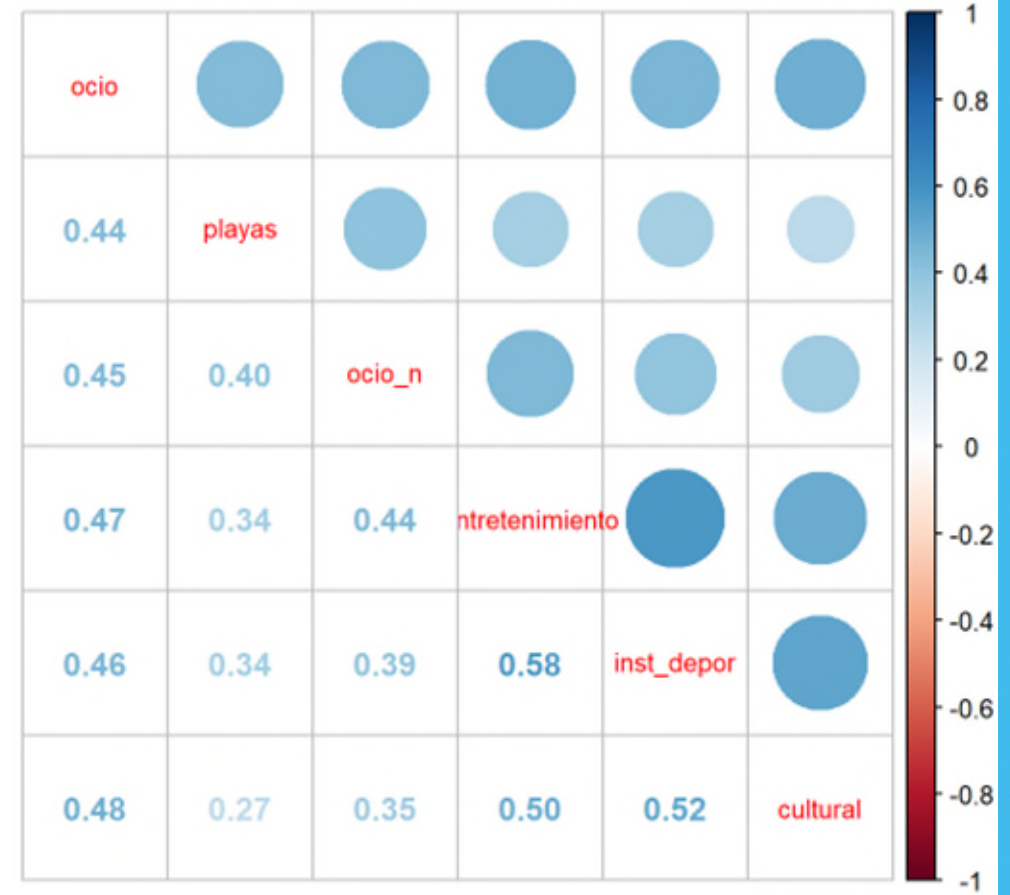 ocio
0.44 playas
0.45 0.40 ocio_n
0.47 0.34 0.44 ntretenimiento
0.46 0.34 0.39 0.58 inst_depor
0.48 0.27 0.35 0.50 0.52 cultural
1
0.8
0.6
0.4
0.2
0
-0.2
-0.4
-0.6
-0.8
-1